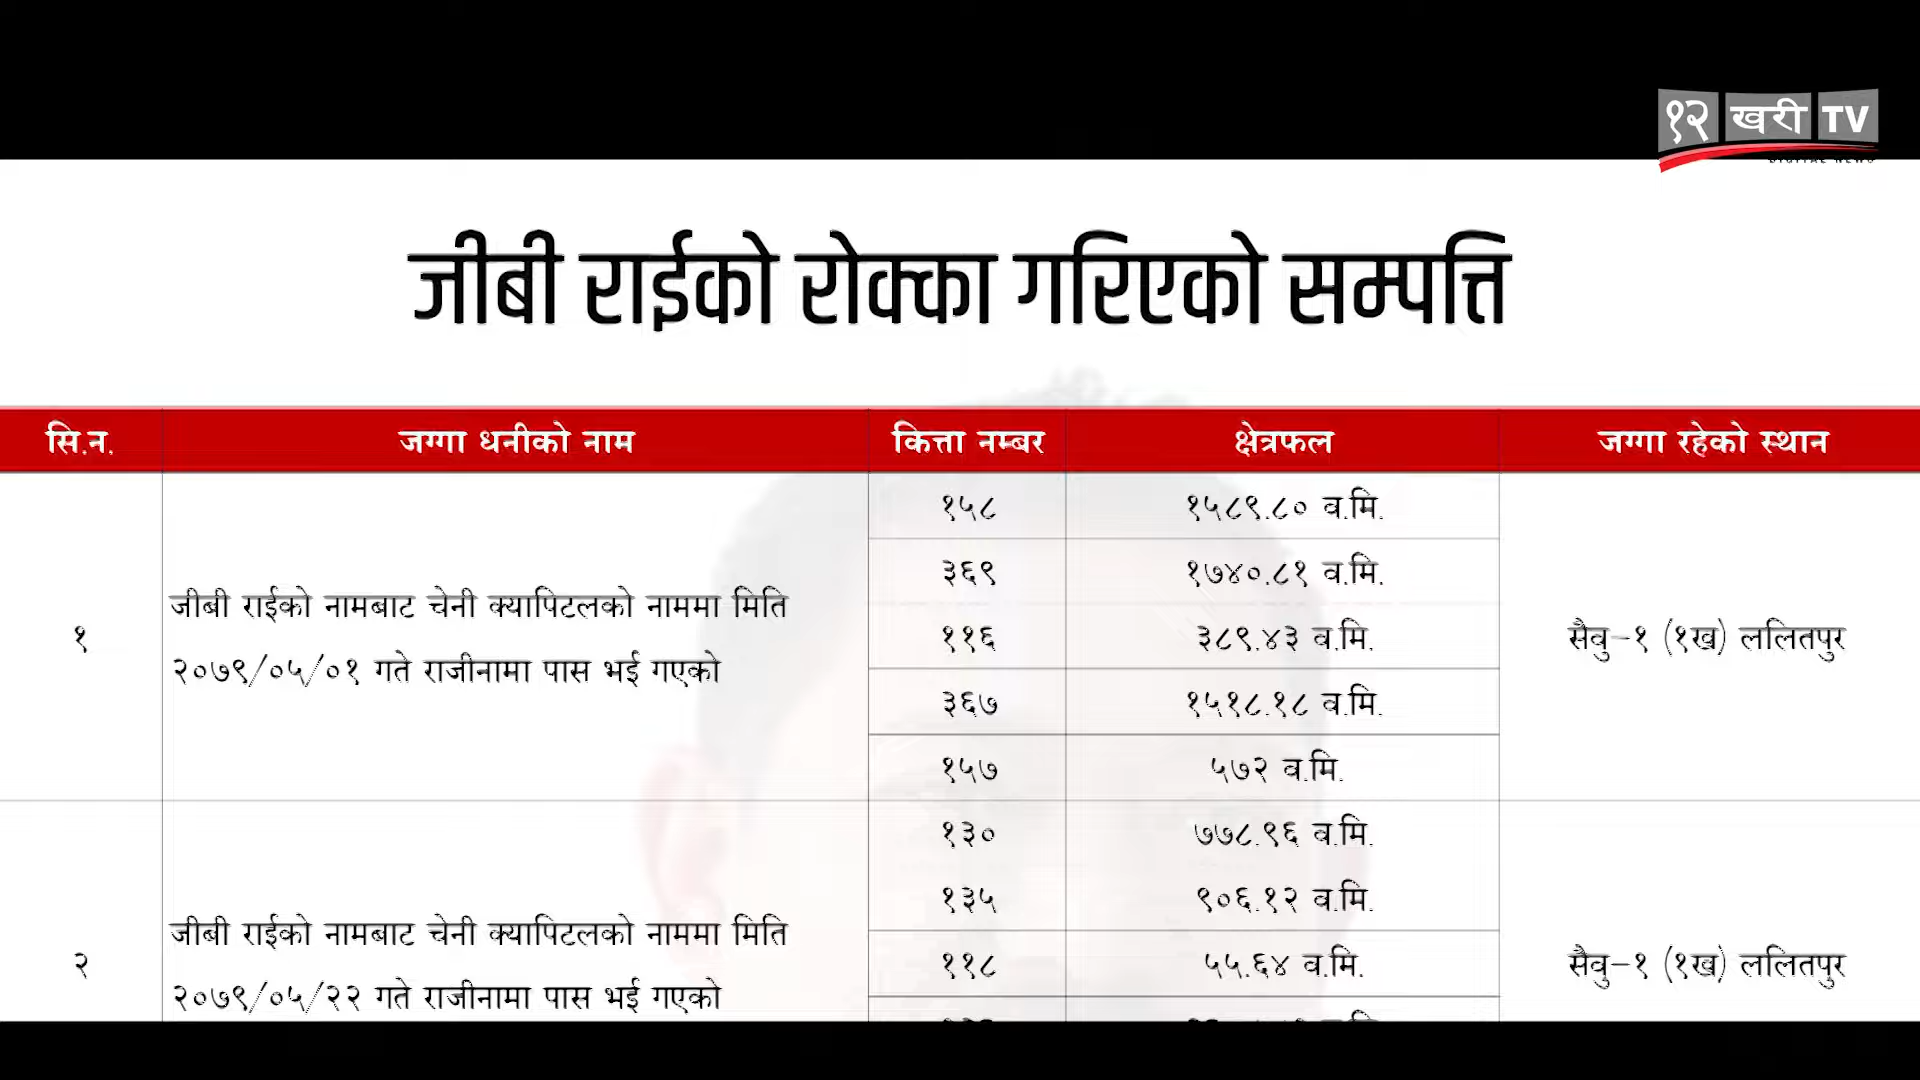 १२ खरी TV
DIGITAL NEWS
जीबी राईको रोक्का गरिएको सम्पत्ति
सि.न. जग्गा धनीको नाम कित्ता नम्बर क्षेत्रफल जग्गा रहेको स्थान
१५८ १५८९.८० व.मि.
३६९ १७४०.८१ व.मि.
जीबी राईको नामबाट चेनी क्यापिटलको नाममा मिति
१ ११६ ३८९.४३ व.मि. सैवु-१ (१ख) ललितपुर
२०७९/०५/०१ गते राजीनामा पास भई गएको
३६७ १५१८.१८ व.मि.
१५७ ५७२ व.मि.
१३० ७७८.९६ व.मि.
१३५ ९०६.१२ व.मि.
जीबी राईको नामबाट चेनी क्यापिटलको नाममा मिति
२ ११८ ५५.६४ व.मि. सैवु-१ (१ख) ललितपुर
२०७९/०५/२२ गते राजीनामा पास भई गएको